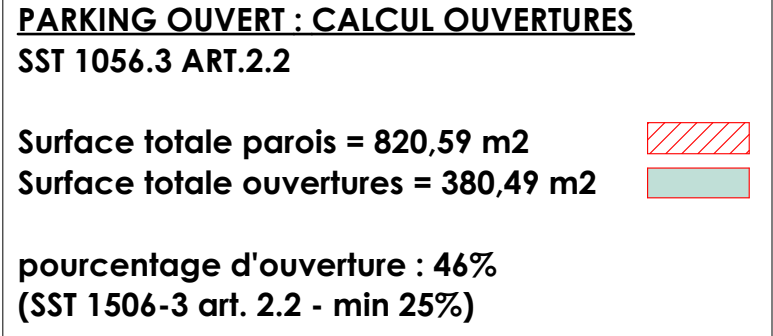 PARKING OUVERT : CALCUL OUVERTURES
SST 1056.3 ART.2.2
Surface totale parois = 820,59 m2
Surface totale ouvertures = 380,49 m2
pourcentage d'ouverture : 46%
(SST 1506-3 art. 2.2 - min 25%)